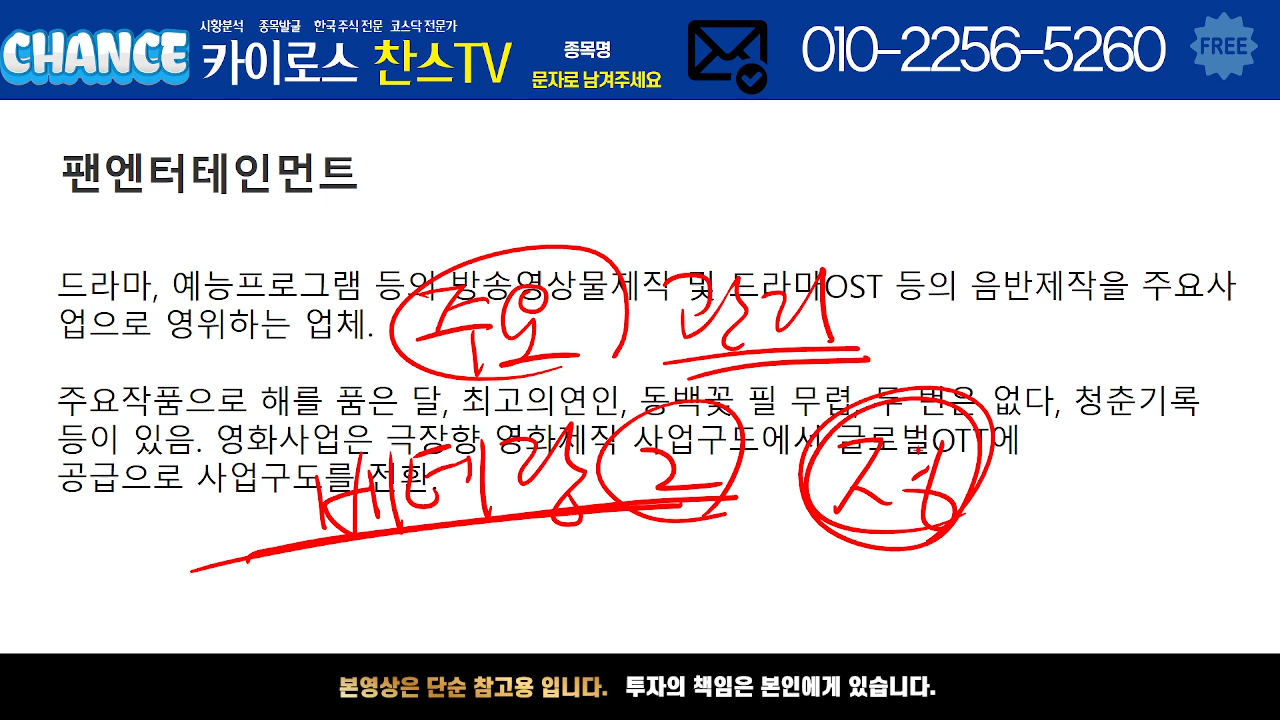 시황분석 종목발굴 한국 주식 전문 코스닥 전문가
CHANCE 카이로스 찬스TV
종목명
문자로 남겨주세요
010-2256-5260
FREE
팬엔터테인먼트
드라마, 예능프로그램 등의 방송영상물제작 및 드라마OST 등의 음반제작을 주요사
업으로 영위하는 업체.
주요 관리
주요작품으로 해를 품은 달, 최고의연인, 동백꽃 필 무렵, 두 번은 없다, 청춘기록
등이 있음. 영화사업은 극장향 영화제작 사업구도에서 글로벌OTT에
공급으로 사업구도를 전환.
베테랑2
본영상은 단순 참고용 입니다. 투자의 책임은 본인에게 있습니다.